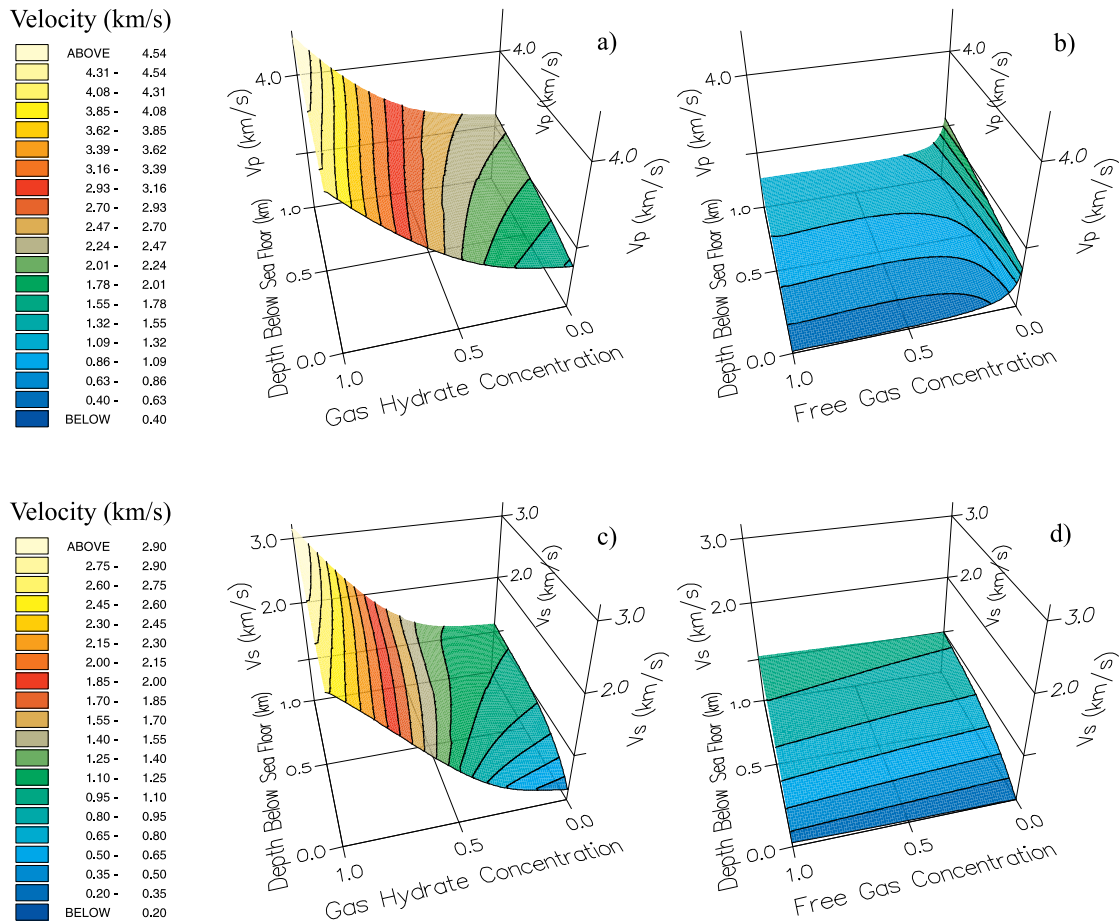 Velocity (km/s)
ABOVE 4.54
4.31 - 4.54
4.08 - 4.31
3.85 - 4.08
3.62 - 3.85
3.39 - 3.62
3.16 - 3.39
2.93 - 3.16
2.70 - 2.93
2.47 - 2.70
2.24 - 2.47
2.01 - 2.24
1.78 - 2.01
1.55 - 1.78
1.32 - 1.55
1.09 - 1.32
0.86 - 1.09
0.63 - 0.86
0.40 - 0.63
BELOW 0.40
a)
4.0
Vp (km/s)
4.0
Vp (km/s)
4.0
Vp (km/s)
1.0
0.5
0.0
Depth Below Sea Floor (km)
1.0
0.5
0.0
Gas Hydrate Concentration
b)
4.0
Vp (km/s)
4.0
Vp (km/s)
4.0
Vp (km/s)
1.0
0.5
0.0
Depth Below Sea Floor (km)
1.0
0.5
0.0
Free Gas Concentration
Velocity (km/s)
ABOVE 2.90
2.75 - 2.90
2.60 - 2.75
2.45 - 2.60
2.30 - 2.45
2.15 - 2.30
2.00 - 2.15
1.85 - 2.00
1.70 - 1.85
1.55 - 1.70
1.40 - 1.55
1.25 - 1.40
1.10 - 1.25
0.95 - 1.10
0.80 - 0.95
0.65 - 0.80
0.50 - 0.65
0.35 - 0.50
0.20 - 0.35
BELOW 0.20
c)
3.0
2.0
Vs (km/s)
3.0
2.0
Vs (km/s)
3.0
2.0
Vs (km/s)
1.0
0.5
0.0
Depth Below Sea Floor (km)
1.0
0.5
0.0
Gas Hydrate Concentration
d)
3.0
2.0
Vs (km/s)
3.0
2.0
Vs (km/s)
3.0
2.0
Vs (km/s)
1.0
0.5
0.0
Depth Below Sea Floor (km)
1.0
0.5
0.0
Free Gas Concentration